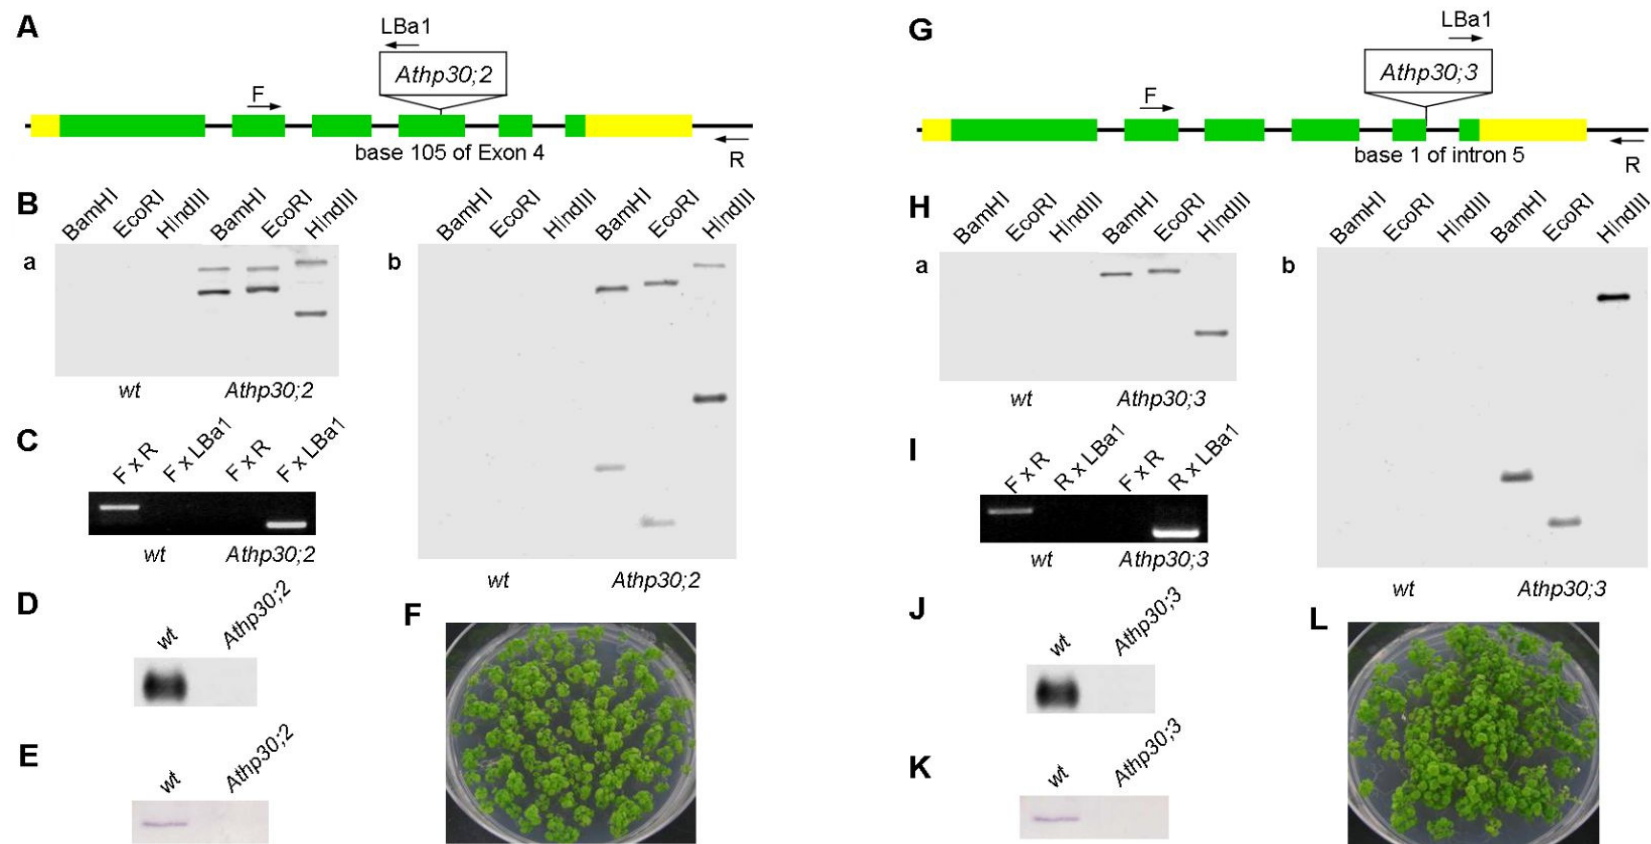 A
LBa1
Athp30;2
F
R
base 105 of Exon 4
B
a
BamHI
EcoRI
HIndIII
BamHI
EcoRI
HIndIII
wt
Athp30;2
b
BamHI
EcoRI
HIndIII
BamHI
EcoRI
HIndIII
wt
Athp30;2
C
F x R
F x LBa1
F x R
F x LBa1
wt
Athp30;2
D
wt
Athp30;2
E
wt
Athp30;2
F
G
LBa1
Athp30;3
F
R
base 1 of intron 5
H
a
BamHI
EcoRI
HIndIII
BamHI
EcoRI
HIndIII
wt
Athp30;3
b
BamHI
EcoRI
HIndIII
BamHI
EcoRI
HIndIII
wt
Athp30;3
I
F x R
R x LBa1
F x R
R x LBa1
wt
Athp30;3
J
wt
Athp30;3
K
wt
Athp30;3
L